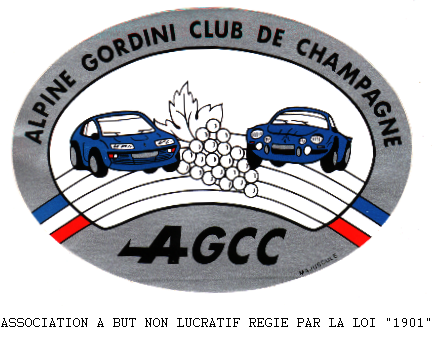 ALPINE GORDINI CLUB DE CHAMPAGNE
AGCC
ASSOCIATION A BUT NON LUCRATIF REGIE PAR LA LOI "1901"